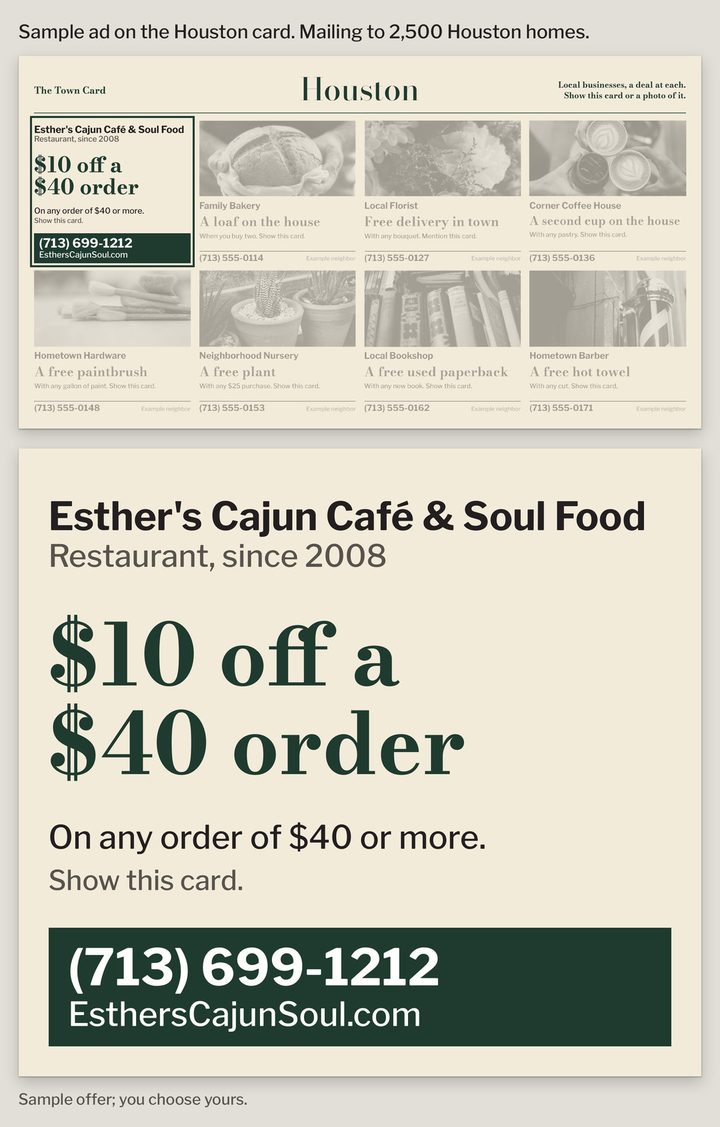 Sample ad on the Houston card. Mailing to 2,500 Houston homes.
The Town Card
Houston
Local businesses, a deal at each.
Show this card or a photo of it.
Esther's Cajun Café & Soul Food
Restaurant, since 2008
$10 off a
$40 order
On any order of $40 or more.
Show this card.
(713) 699-1212
EsthersCajunSoul.com
Family Bakery
A loaf on the house
When you buy two. Show this card.
(713) 555-0114
Example neighbor
Local Florist
Free delivery in town
With any bouquet. Mention this card.
(713) 555-0127
Example neighbor
Corner Coffee House
A second cup on the house
With any pastry. Show this card.
(713) 555-0136
Example neighbor
Hometown Hardware
A free paintbrush
With any gallon of paint. Show this card.
(713) 555-0148
Example neighbor
Neighborhood Nursery
A free plant
With any $25 purchase. Show this card.
(713) 555-0153
Example neighbor
Local Bookshop
A free used paperback
With any new book. Show this card.
(713) 555-0162
Example neighbor
Hometown Barber
A free hot towel
With any cut. Show this card.
(713) 555-0171
Example neighbor
Esther's Cajun Café & Soul Food
Restaurant, since 2008
$10 off a
$40 order
On any order of $40 or more.
Show this card.
(713) 699-1212
EsthersCajunSoul.com
Sample offer; you choose yours.